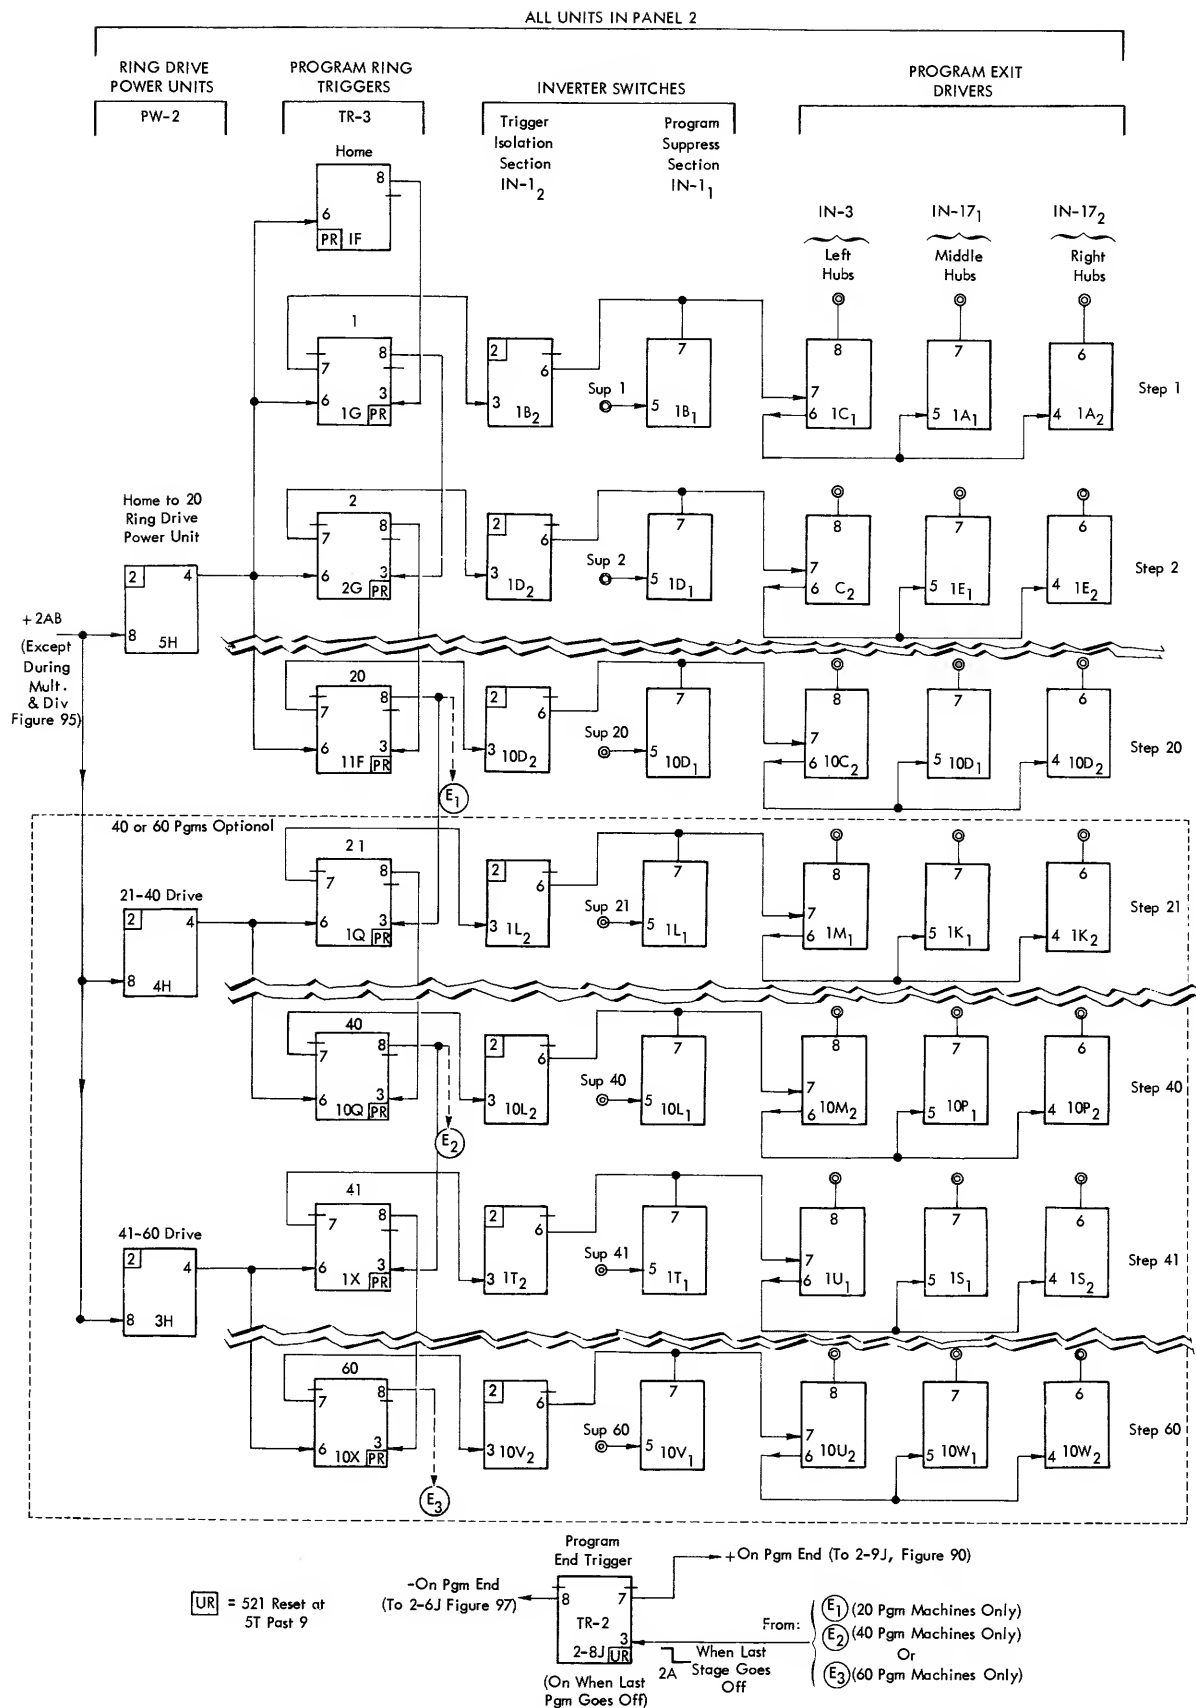 ALL UNITS IN PANEL 2
RING DRIVE
POWER UNITS
PW-2
PROGRAM RING
TRIGGERS
TR-3
INVERTER SWITCHES
Trigger
Isolation
Section
IN-1₂
Program
Suppress
Section
IN-1₁
PROGRAM EXIT
DRIVERS
IN-3
Left
Hubs
IN-17₁
Middle
Hubs
IN-17₂
Right
Hubs
Home
8
6
PR 1F
1
7 8
6 3
1G PR
2
6
3
1B₂
Sup 1
7
5
1B₁
8
7
6 1C₁
7
5 1A₁
6
4 1A₂
Step 1
Home to 20
Ring Drive
Power Unit
2 4
8
5H
2
8
7
6 3
2G PR
2
6
3
1D₂
Sup 2
7
5
1D₁
8
7
6 C₂
7
5 1E₁
6
4 1E₂
Step 2
+2AB
(Except
During
Mult.
& Div
Figure 95)
20
8
7
6 3
11F PR
E₁
2
6
3
10D₂
Sup 20
7
5
10D₁
8
7
6 10C₂
7
5 10D₁
6
4 10D₂
Step 20
40 or 60 Pgms Optional
21-40 Drive
2 4
8
4H
21
8
7
6 3
1Q PR
2
6
3 1L₂
Sup 21
7
5
1L₁
8
7
6 1M₁
7
5 1K₁
6
4 1K₂
Step 21
40
8
7
6 3
10Q PR
E₂
2
6
3
10L₂
Sup 40
7
5
10L₁
8
7
6 10M₂
7
5 10P₁
6
4 10P₂
Step 40
41-60 Drive
2 4
8
3H
41
8
7
6 3
1X PR
2
6
3 1T₂
Sup 41
7
5
1T₁
8
7
6 1U₁
7
5 1S₁
6
4 1S₂
Step 41
60
8
7
6 3
10X PR
E₃
2
6
3 10V₂
Sup 60
7
5
10V₁
8
7
6 10U₂
7
5 10W₁
6
4 10W₂
Step 60
UR = 521 Reset at
5T Past 9
-On Pgm End
(To 2-6J Figure 97)
Program
End Trigger
8 7
TR-2
3
2-8J UR
(On When Last
Pgm Goes Off)
+On Pgm End (To 2-9J, Figure 90)
2A
When Last
Stage Goes
Off
From:
E₁ (20 Pgm Machines Only)
E₂ (40 Pgm Machines Only)
Or
E₃ (60 Pgm Machines Only)